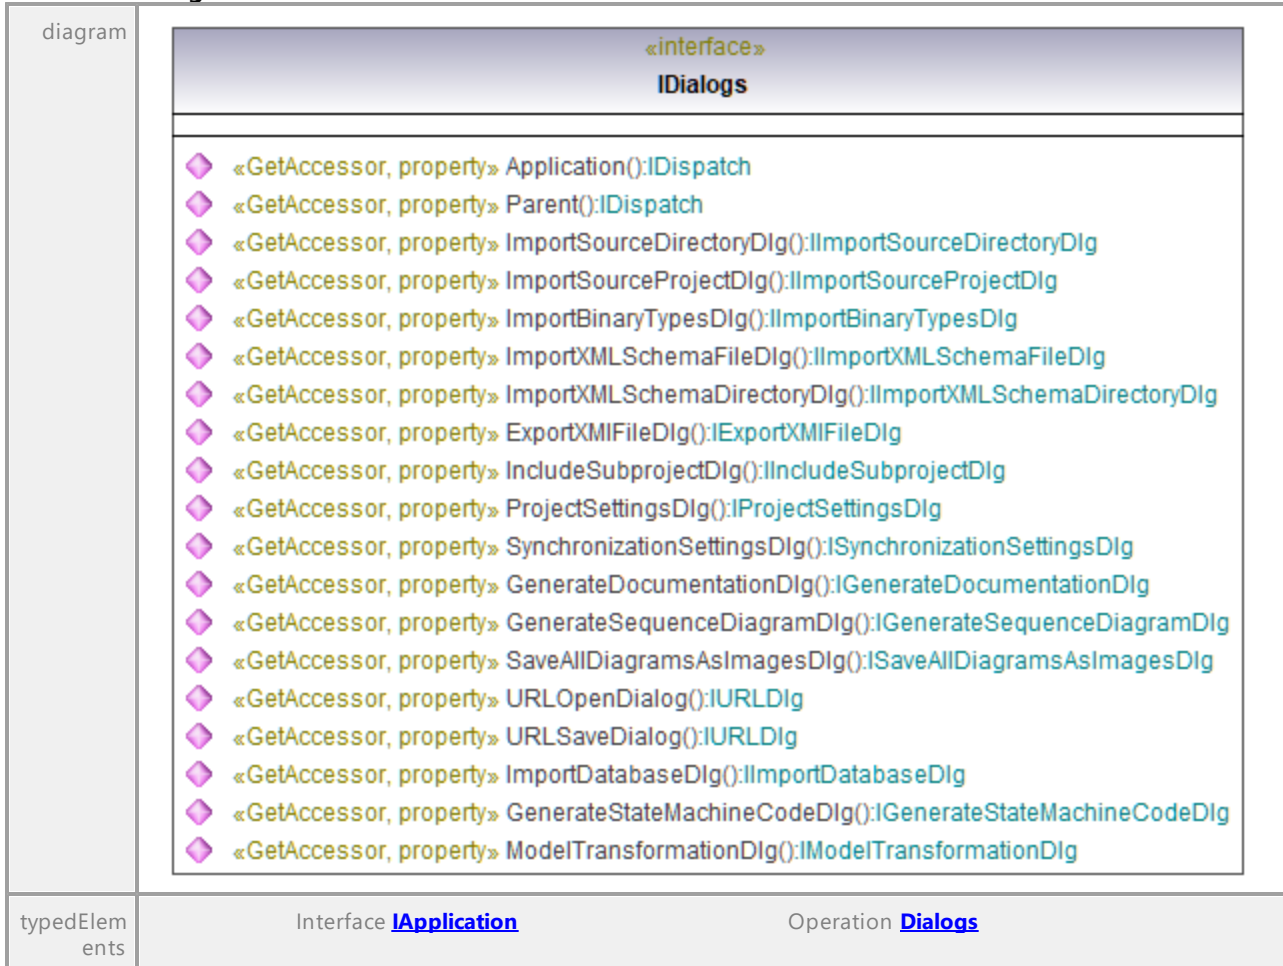 diagram
«interface»
IDialogs
«GetAccessor, property» Application():IDispatch
«GetAccessor, property» Parent():IDispatch
«GetAccessor, property» ImportSourceDirectoryDlg():IImportSourceDirectoryDlg
«GetAccessor, property» ImportSourceProjectDlg():IImportSourceProjectDlg
«GetAccessor, property» ImportBinaryTypesDlg():IImportBinaryTypesDlg
«GetAccessor, property» ImportXMLSchemaFileDlg():IImportXMLSchemaFileDlg
«GetAccessor, property» ImportXMLSchemaDirectoryDlg():IImportXMLSchemaDirectoryDlg
«GetAccessor, property» ExportXMIFileDlg():IExportXMIFileDlg
«GetAccessor, property» IncludeSubprojectDlg():IIncludeSubprojectDlg
«GetAccessor, property» ProjectSettingsDlg():IProjectSettingsDlg
«GetAccessor, property» SynchronizationSettingsDlg():ISynchronizationSettingsDlg
«GetAccessor, property» GenerateDocumentationDlg():IGenerateDocumentationDlg
«GetAccessor, property» GenerateSequenceDiagramDlg():IGenerateSequenceDiagramDlg
«GetAccessor, property» SaveAllDiagramsAsImagesDlg():ISaveAllDiagramsAsImagesDlg
«GetAccessor, property» URLOpenDialog():IURLDlg
«GetAccessor, property» URLSaveDialog():IURLDlg
«GetAccessor, property» ImportDatabaseDlg():IImportDatabaseDlg
«GetAccessor, property» GenerateStateMachineCodeDlg():IGenerateStateMachineCodeDlg
«GetAccessor, property» ModelTransformationDlg():IModelTransformationDlg
typedElem
ents
Interface IApplication
Operation Dialogs